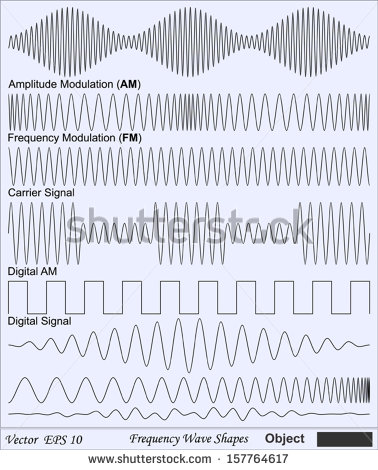 Amplitude Modulation (AM)
Frequency Modulation (FM)
Carrier Signal
shutterstock
Digital AM
Digital Signal
Vector EPS 10 Frequency Wave Shapes Object
www.shutterstock.com · 157764617